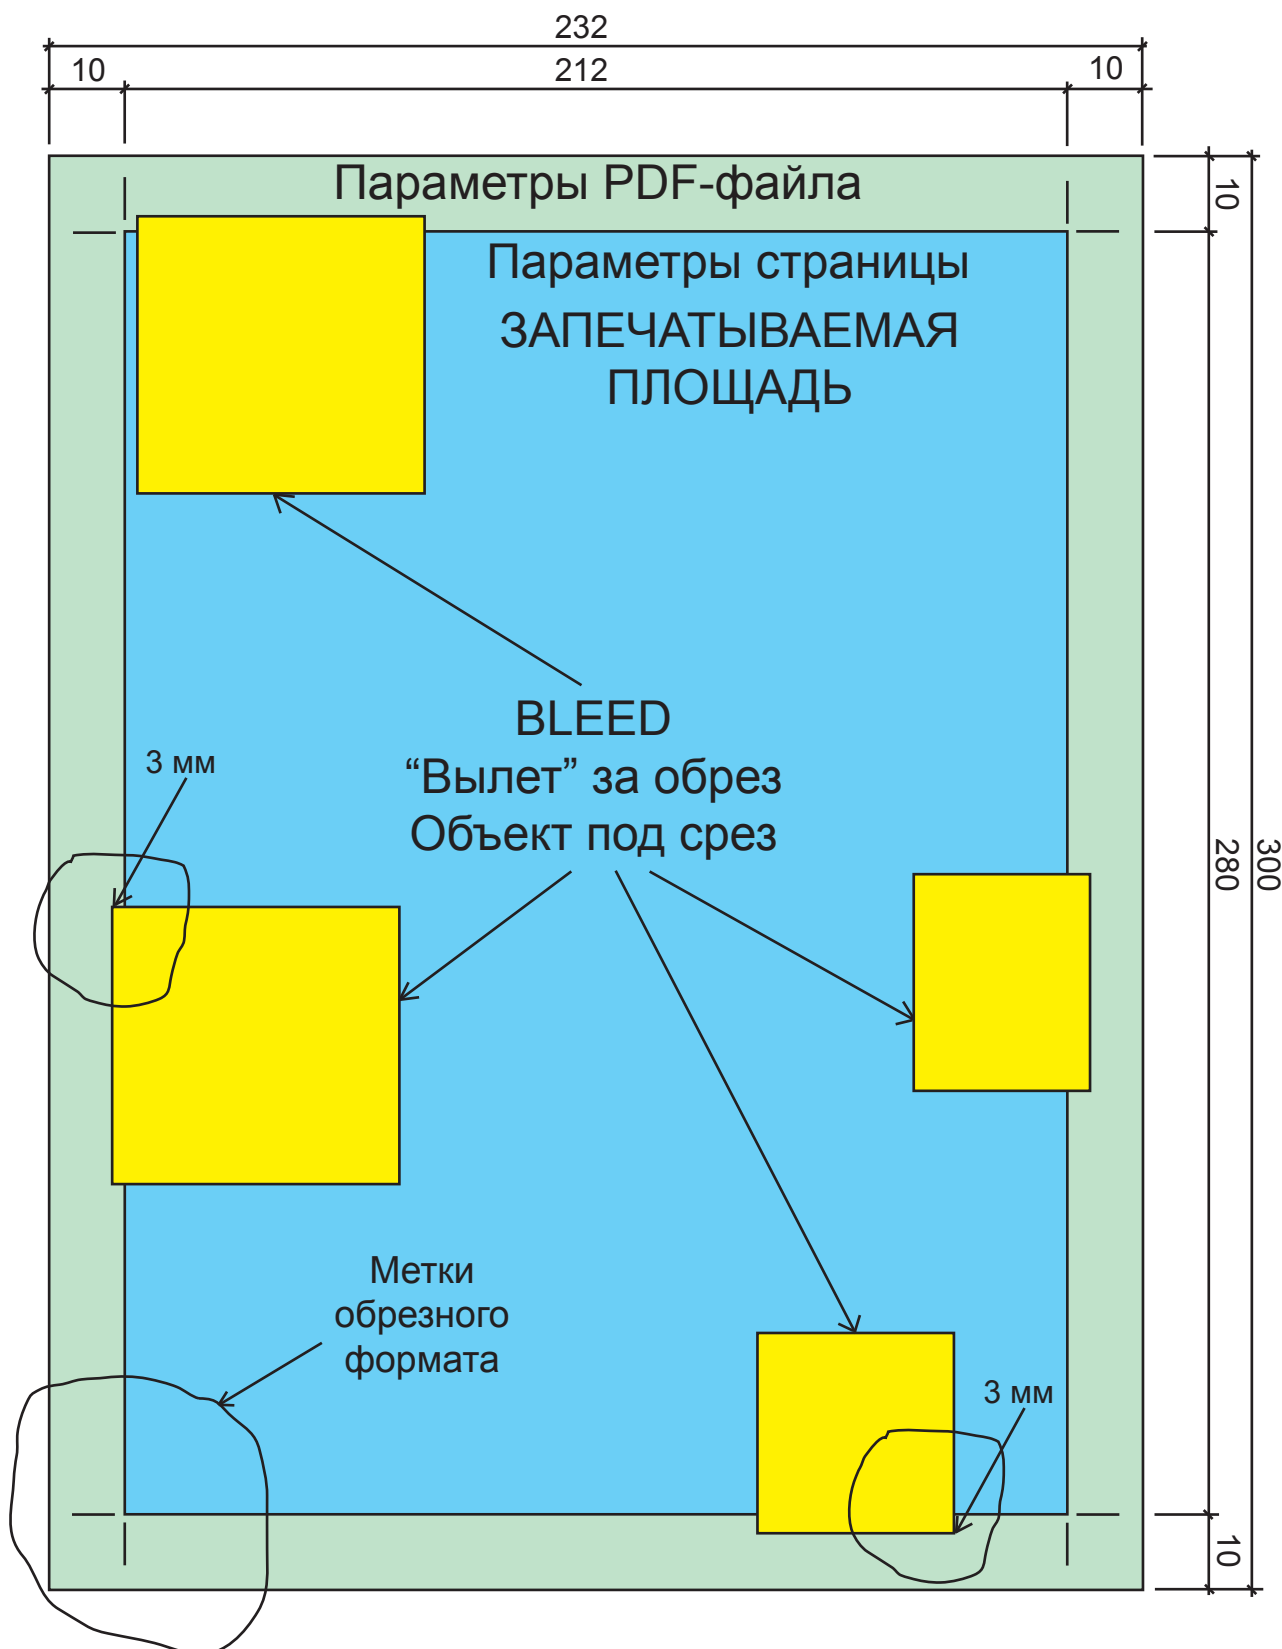 232
10
212
10
Параметры PDF-файла
10
Параметры страницы
ЗАПЕЧАТЫВАЕМАЯ
ПЛОЩАДЬ
BLEED
“Вылет” за обрез
Объект под срез
3 мм
280
300
Метки
обрезного
формата
3 мм
10